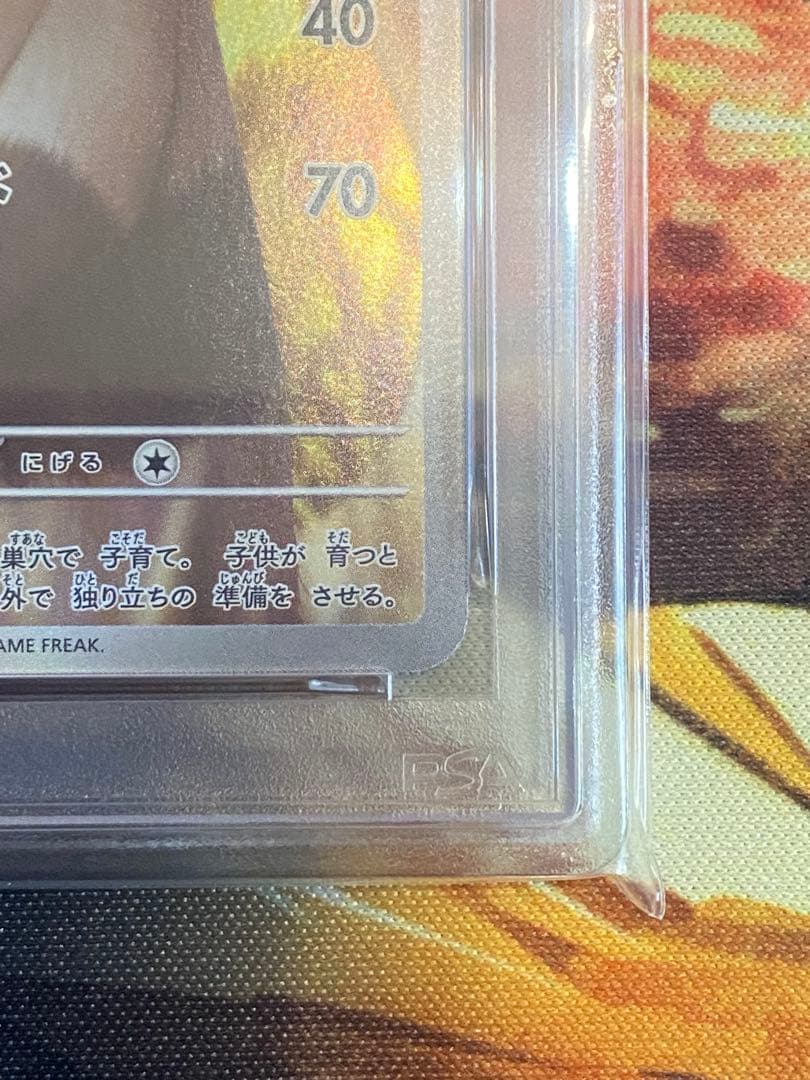 40
70
にげる
巣穴で 子育て。 子供が 育つと
外で 独り立ちの 準備を させる。
AME FREAK.
PSA